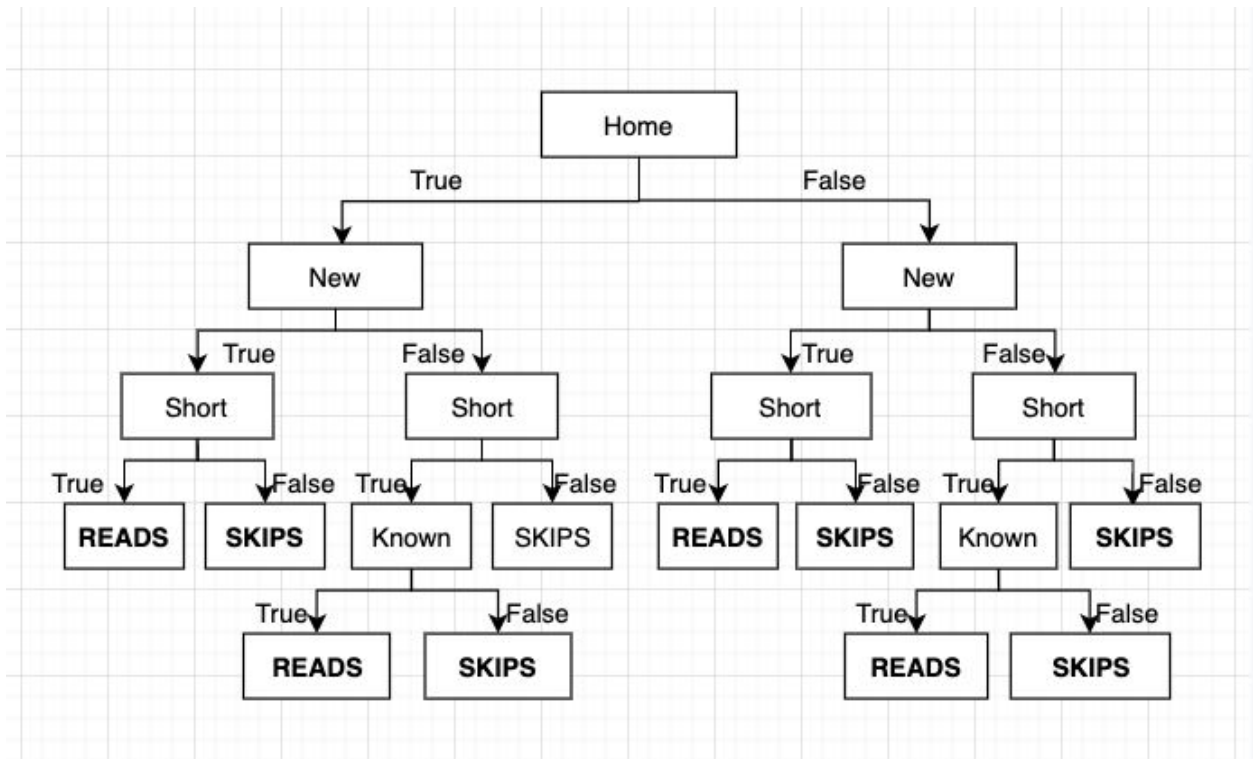 Home
True False
New New
True False True False
Short Short Short Short
True False True False True False True False
READS SKIPS Known SKIPS READS SKIPS Known SKIPS
True False True False
READS SKIPS READS SKIPS